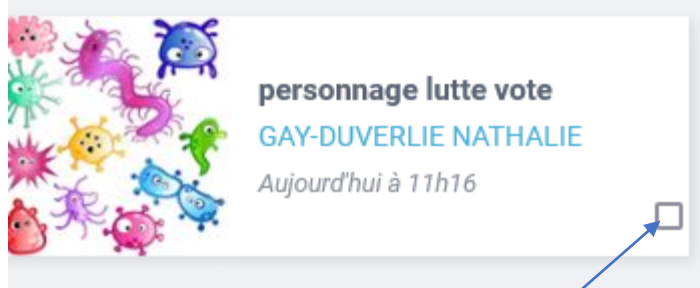 personnage lutte vote
GAY-DUVERLIE NATHALIE
Aujourd'hui à 11h16